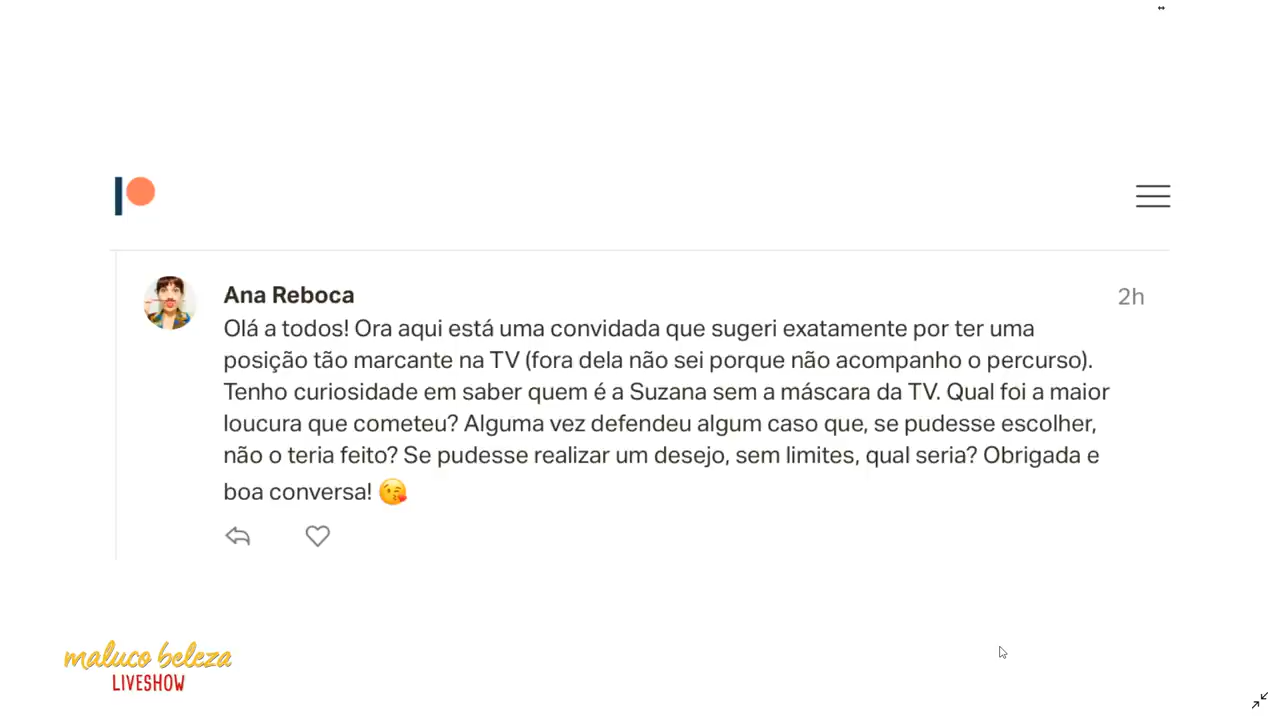 Ana Reboca
2h
Olá a todos! Ora aqui está uma convidada que sugeri exatamente por ter uma
posição tão marcante na TV (fora dela não sei porque não acompanho o percurso).
Tenho curiosidade em saber quem é a Suzana sem a máscara da TV. Qual foi a maior
loucura que cometeu? Alguma vez defendeu algum caso que, se pudesse escolher,
não o teria feito? Se pudesse realizar um desejo, sem limites, qual seria? Obrigada e
boa conversa! 😘
maluco beleza
LIVESHOW